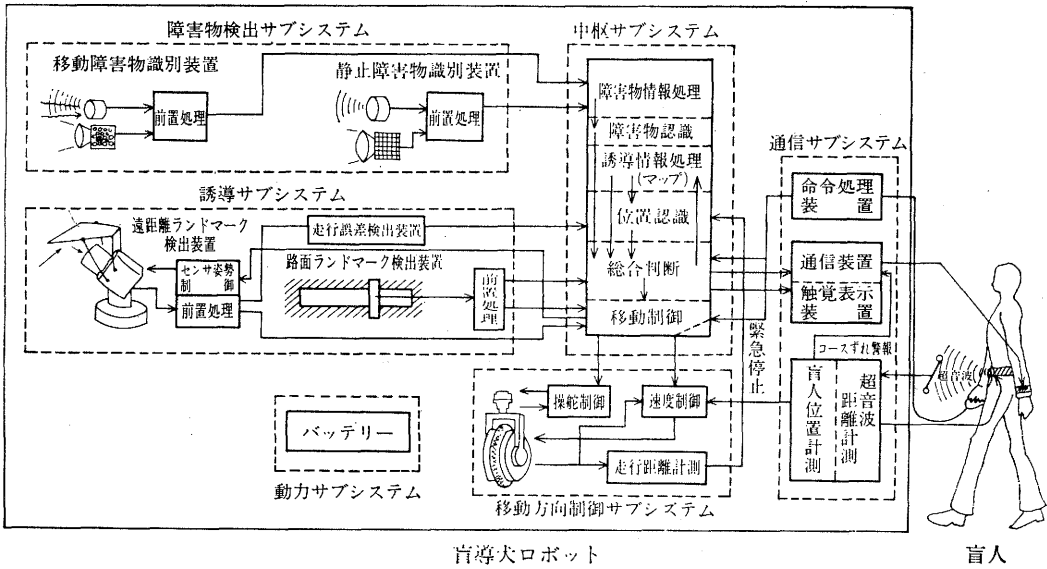 障害物検出サブシステム
移動障害物識別装置
前置処理
静止障害物識別装置
前置処理
誘導サブシステム
遠距離ランドマーク
検出装置
センサ姿勢
制御
前置処理
走行誤差検出装置
路面ランドマーク検出装置
前置処理
中枢サブシステム
障害物情報処理
障害物認識
誘導情報処理
(マップ)
位置認識
総合判断
移動制御
緊急停止
通信サブシステム
命令処理
装置
通信装置
触覚表示装
置
コースずれ警報
盲人位置計測
超音波
距離計測
超音波
操舵制御
速度制御
走行距離計測
移動方向制御サブシステム
バッテリー
動力サブシステム
盲導犬ロボット
盲人